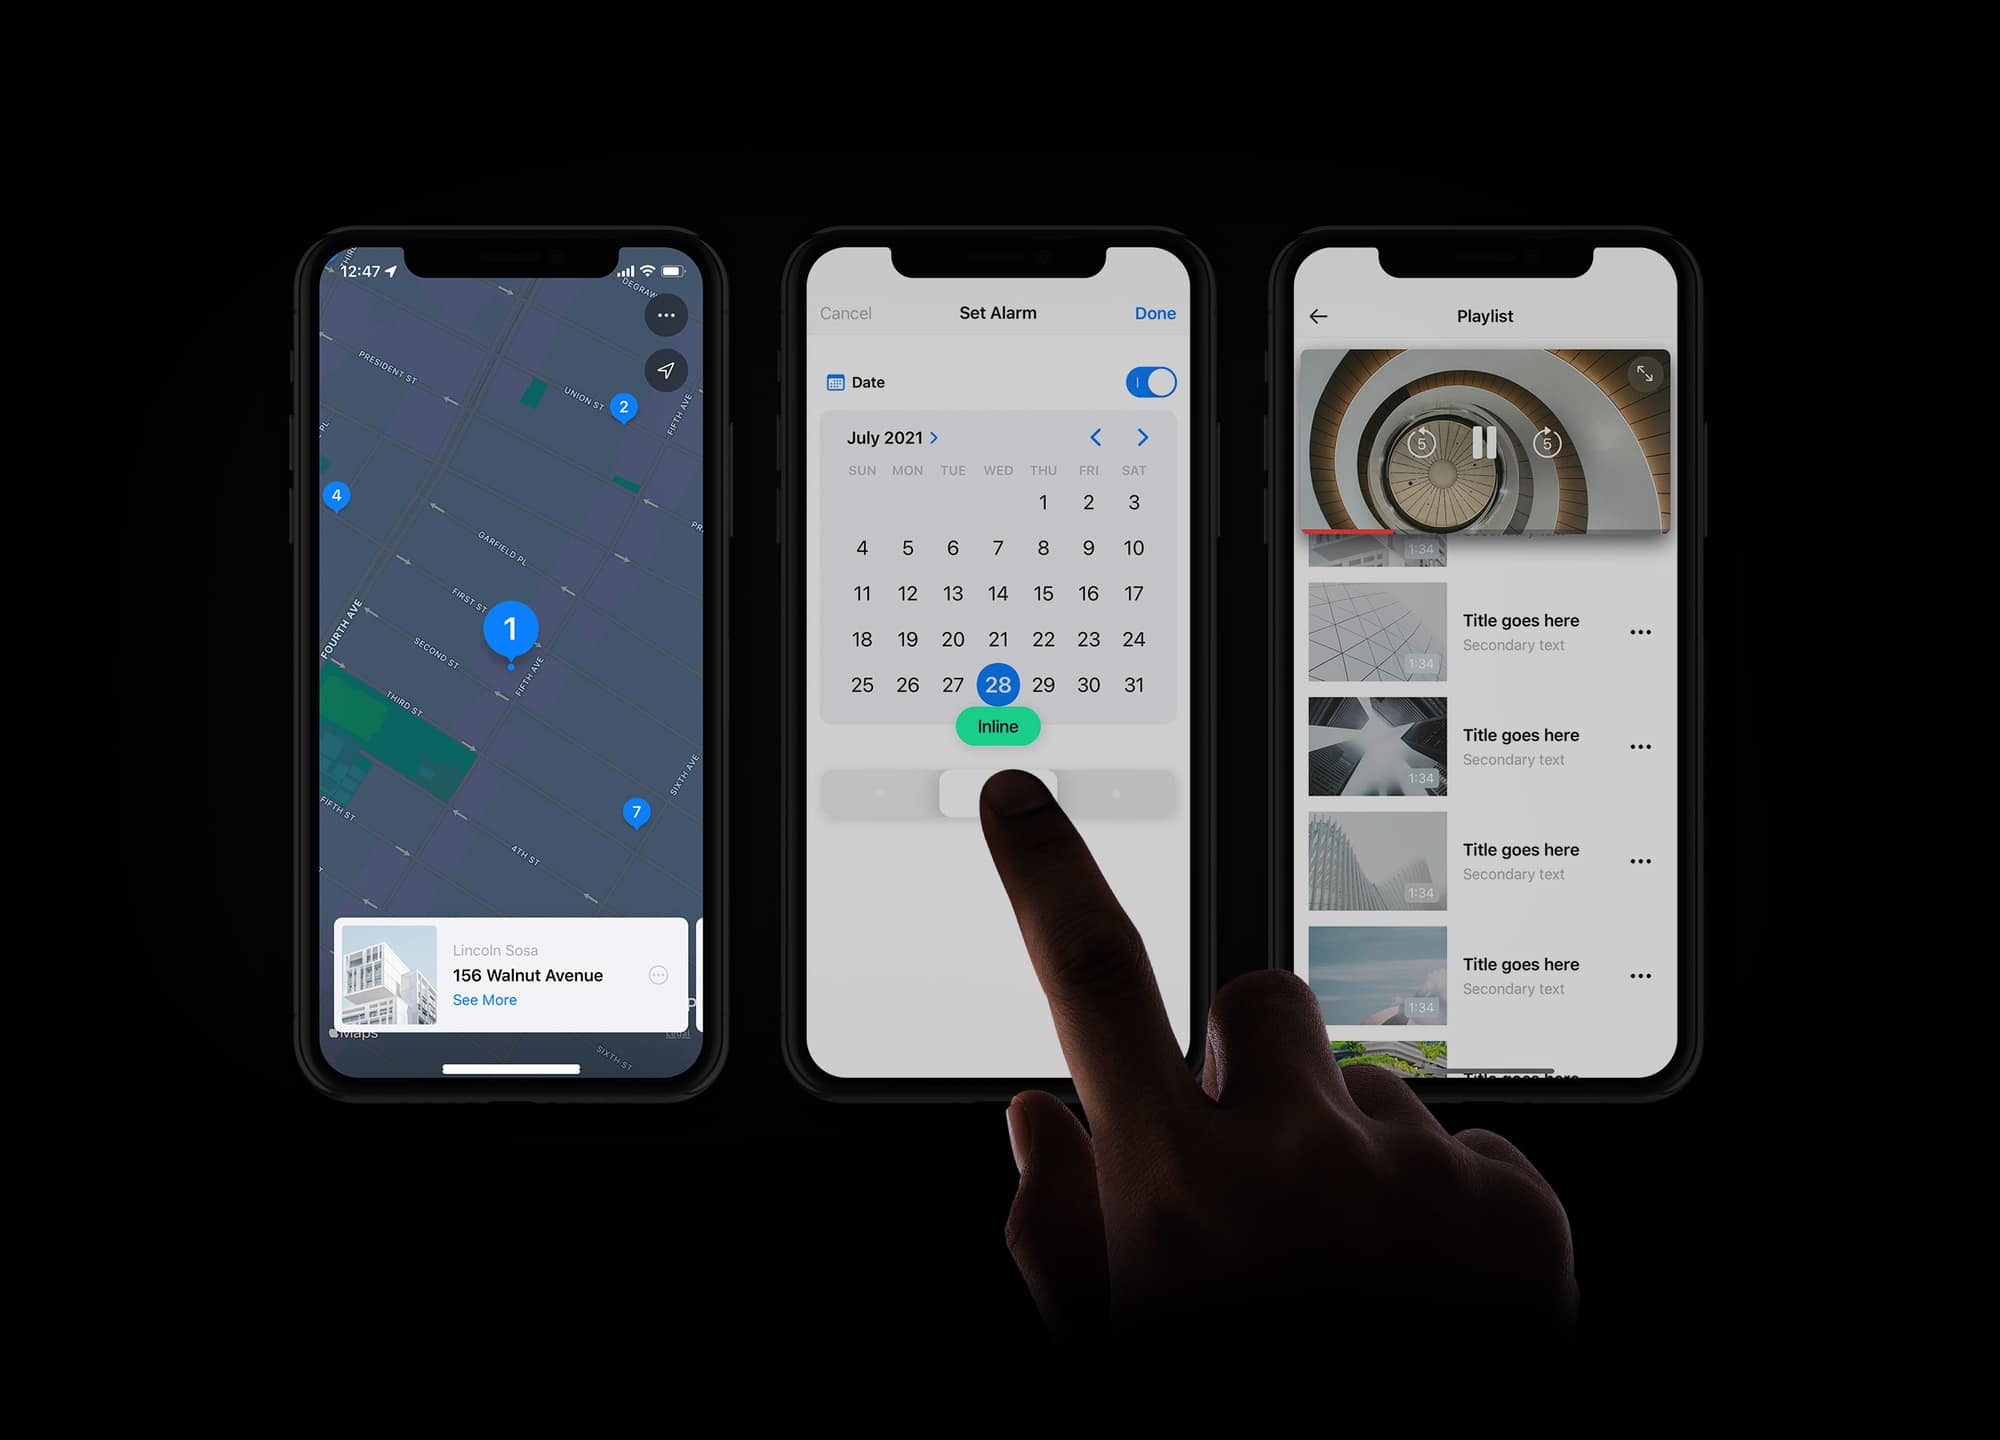 12:47
DEGRAW
PRESIDENT ST
UNION ST
2
FIFTH AVE
4
GARFIELD PL
FIRST ST
1
FOURTH AVE
SECOND ST
FIFTH AVE
THIRD ST
SIXTH AVE
FIFTH ST
7
4TH ST
Lincoln Sosa
156 Walnut Avenue
See More
Maps
SIXTH ST
Cancel Set Alarm Done
Date
July 2021
SUN MON TUE WED THU FRI SAT
1 2 3
4 5 6 7 8 9 10
11 12 13 14 15 16 17
18 19 20 21 22 23 24
25 26 27 28 29 30 31
Inline
Playlist
5 5
1:34
Title goes here
Secondary text
1:34
Title goes here
Secondary text
1:34
Title goes here
Secondary text
1:34
Title goes here
Secondary text
1:34
Title goes here